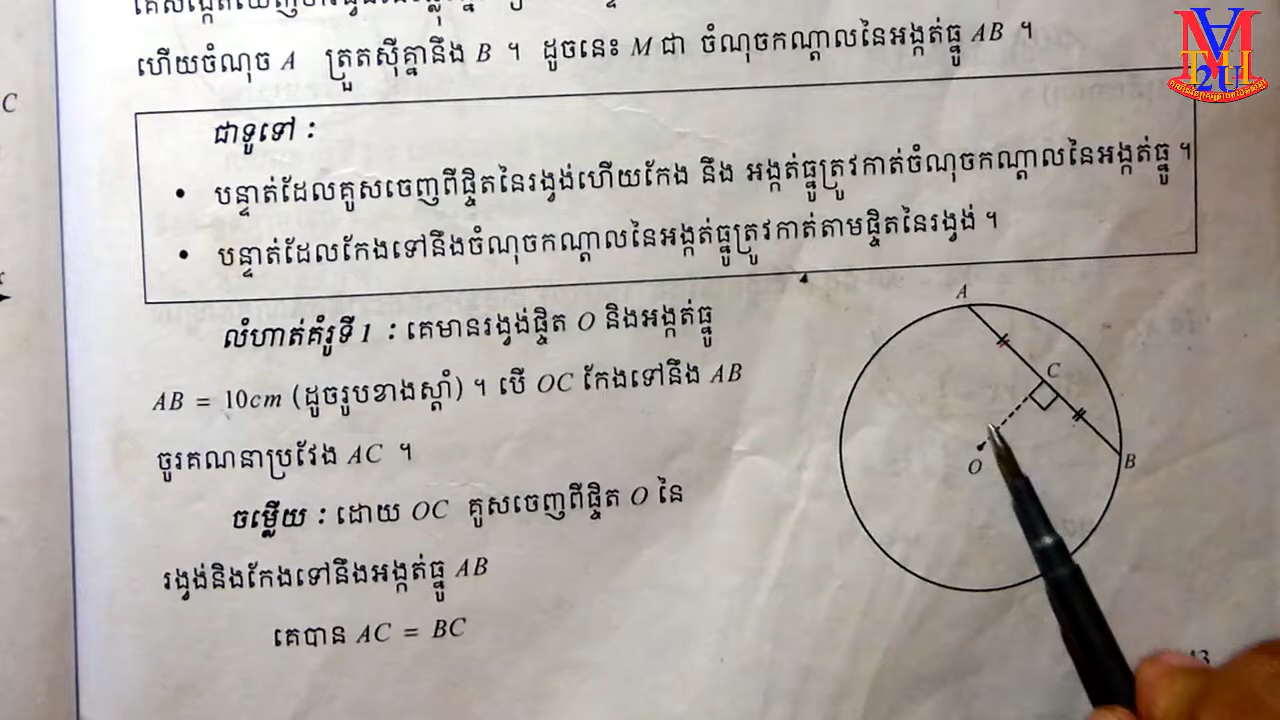 ហើយចំណុច A ត្រួតស៊ីគ្នានឹង B ។ ដូចនេះ M ជា ចំណុចកណ្តាលនៃអង្កត់ធ្នូ AB ។
ជាទូទៅ :
• បន្ទាត់ដែលគូសចេញពីផ្ចិតនៃរង្វង់ហើយកែង នឹង អង្កត់ធ្នូត្រូវកាត់ចំណុចកណ្តាលនៃអង្កត់ធ្នូ ។
• បន្ទាត់ដែលកែងទៅនឹងចំណុចកណ្តាលនៃអង្កត់ធ្នូត្រូវកាត់តាមផ្ចិតនៃរង្វង់ ។
លំហាត់គំរូទី 1 : គេមានរង្វង់ផ្ចិត O និងអង្កត់ធ្នូ
AB = 10cm (ដូចរូបខាងស្តាំ) ។ បើ OC កែងទៅនឹង AB
ចូរគណនាប្រវែង AC ។
ចម្លើយ : ដោយ OC គូសចេញពីផ្ចិត O នៃ
រង្វង់និងកែងទៅនឹងអង្កត់ធ្នូ AB
គេបាន AC = BC
A
C
B
O
C
MATH
2U